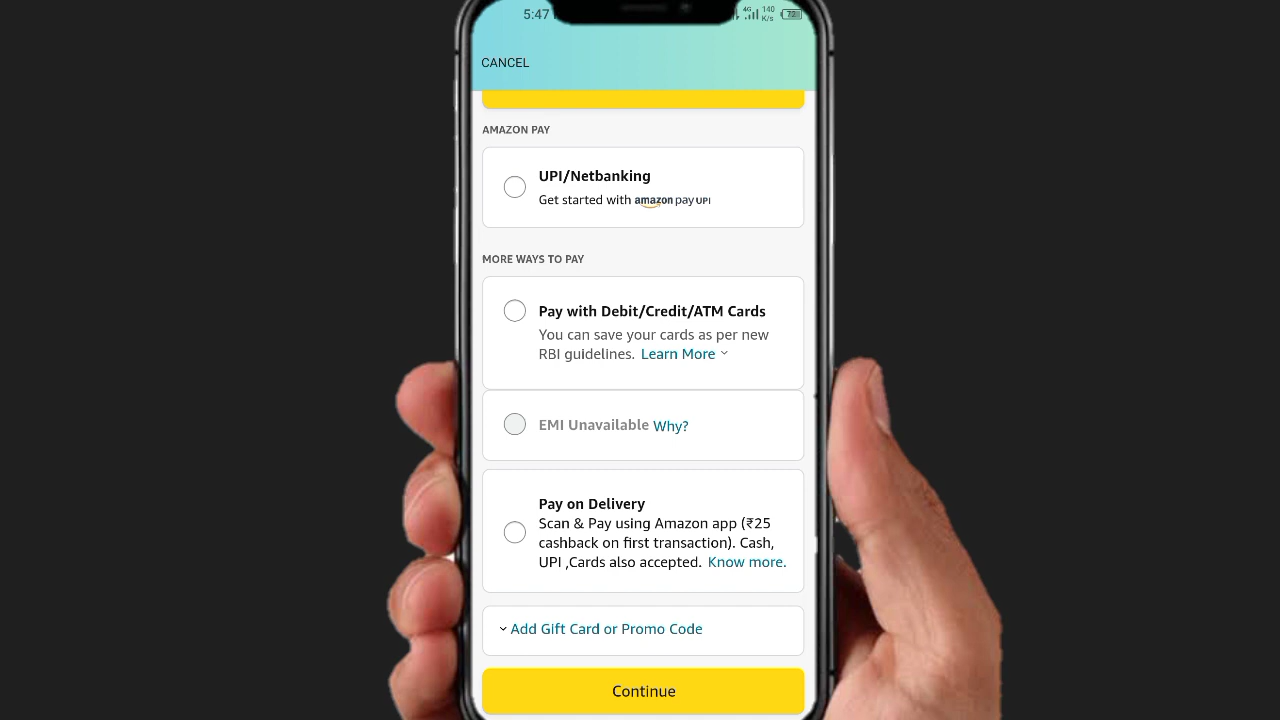 5:47
4G 140 K/s 72
CANCEL
AMAZON PAY
UPI/Netbanking
Get started with amazon pay UPI
MORE WAYS TO PAY
Pay with Debit/Credit/ATM Cards
You can save your cards as per new
RBI guidelines. Learn More
EMI Unavailable Why?
Pay on Delivery
Scan & Pay using Amazon app (₹25
cashback on first transaction). Cash,
UPI ,Cards also accepted. Know more.
Add Gift Card or Promo Code
Continue